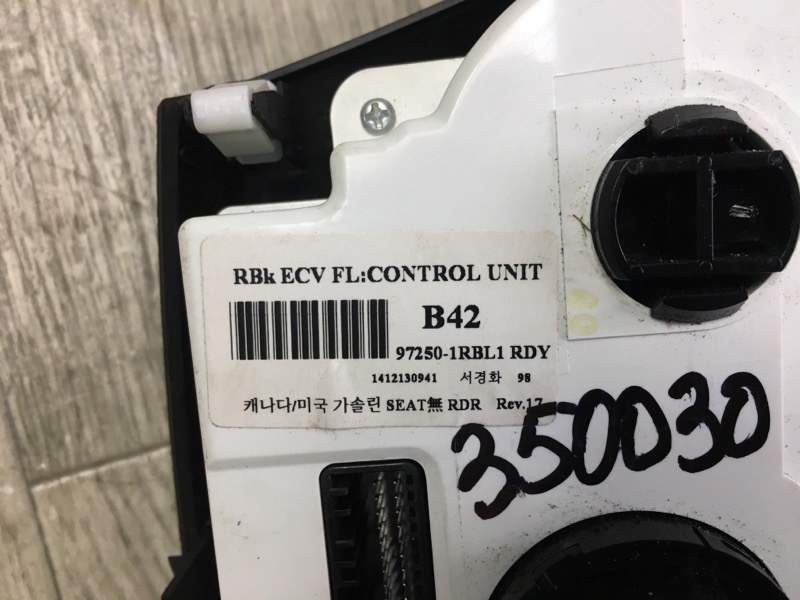 RBk ECV FL:CONTROL UNIT
B42
97250-1RBL1 RDY
1412130941 서경화 98
캐나다/미국 가솔린 SEAT無 RDR Rev.17
350030